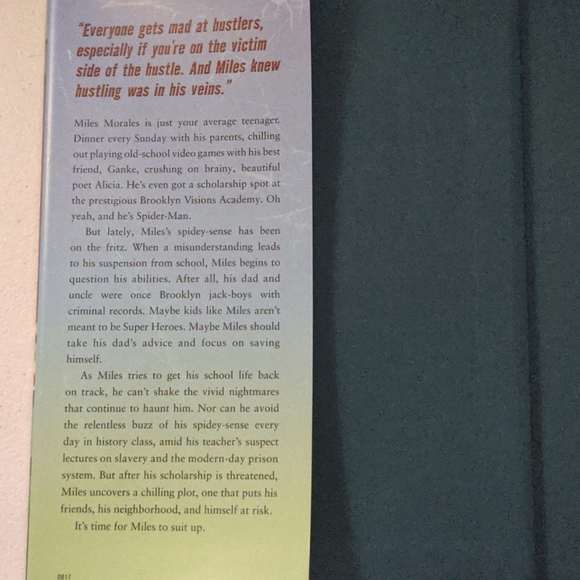 "Everyone gets mad at hustlers,
especially if you're on the victim
side of the hustle. And Miles knew
hustling was in his veins."
Miles Morales is just your average teenager.
Dinner every Sunday with his parents, chilling
out playing old-school video games with his best
friend, Ganke, crushing on brainy, beautiful
poet Alicia. He's even got a scholarship spot at
the prestigious Brooklyn Visions Academy. Oh
yeah, and he's Spider-Man.
But lately, Miles's spidey-sense has been
on the fritz. When a misunderstanding leads
to his suspension from school, Miles begins to
question his abilities. After all, his dad and
uncle were once Brooklyn jack-boys with
criminal records. Maybe kids like Miles aren't
meant to be Super Heroes. Maybe Miles should
take his dad's advice and focus on saving
himself.
As Miles tries to get his school life back
on track, he can't shake the vivid nightmares
that continue to haunt him. Nor can he avoid
the relentless buzz of his spidey-sense every
day in history class, amid his teacher's suspect
lectures on slavery and the modern-day prison
system. But after his scholarship is threatened,
Miles uncovers a chilling plot, one that puts his
friends, his neighborhood, and himself at risk.
It's time for Miles to suit up.
0817